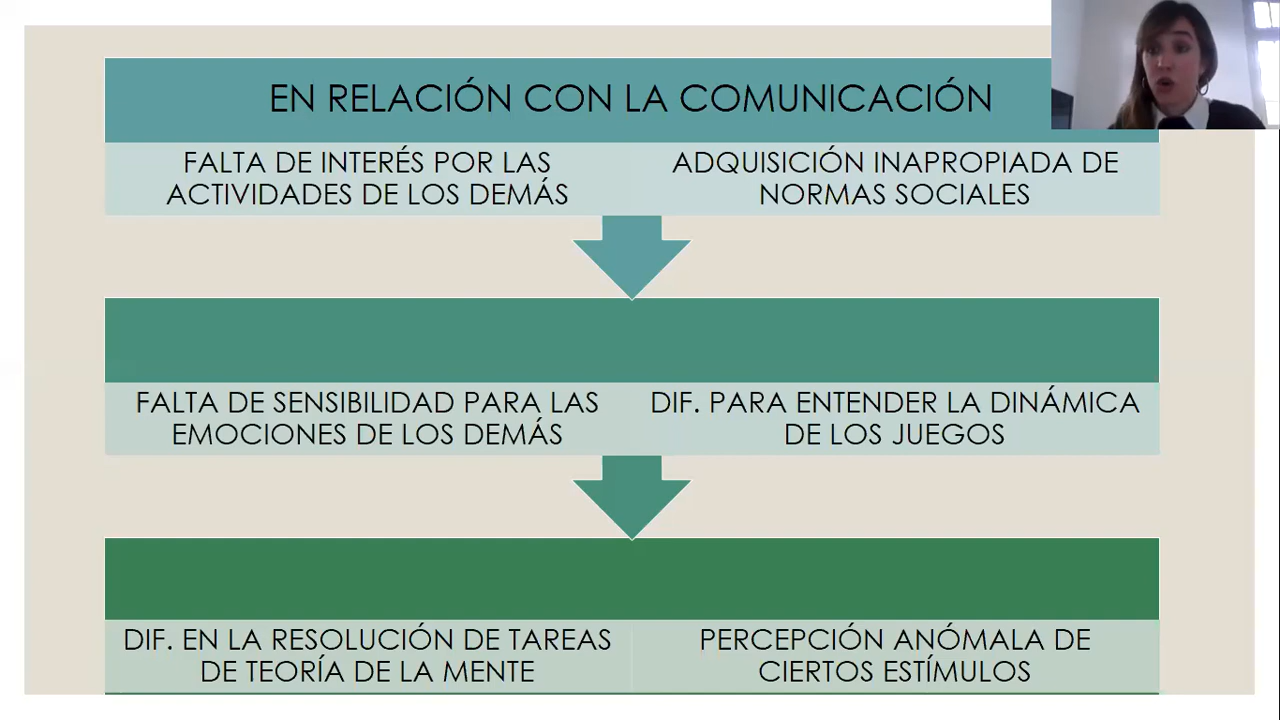 EN RELACIÓN CON LA COMUNICACIÓN
FALTA DE INTERÉS POR LAS
ACTIVIDADES DE LOS DEMÁS
ADQUISICIÓN INAPROPIADA DE
NORMAS SOCIALES
FALTA DE SENSIBILIDAD PARA LAS
EMOCIONES DE LOS DEMÁS
DIF. PARA ENTENDER LA DINÁMICA
DE LOS JUEGOS
DIF. EN LA RESOLUCIÓN DE TAREAS
DE TEORÍA DE LA MENTE
PERCEPCIÓN ANÓMALA DE
CIERTOS ESTÍMULOS